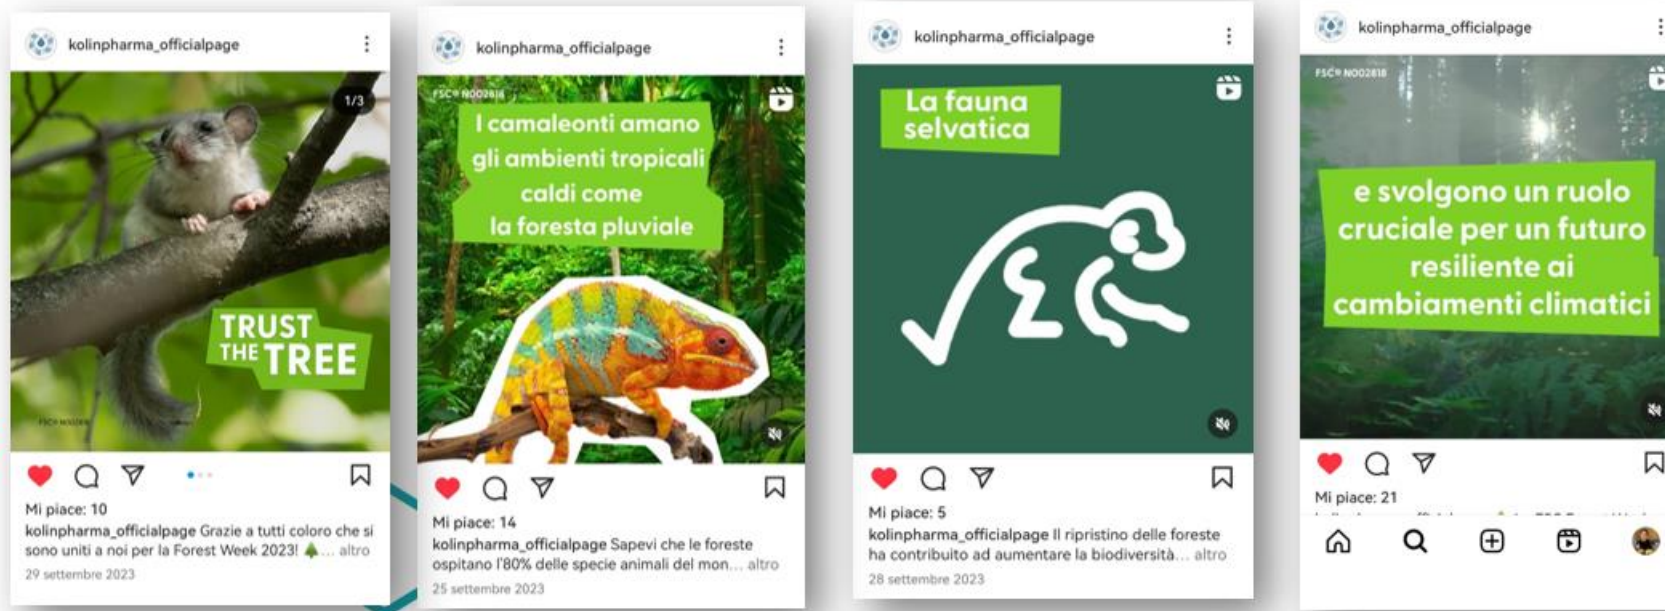 kolinpharma_officialpage
1/3
TRUST
THE TREE
Mi piace: 10
kolinpharma_officialpage Grazie a tutti coloro che si
sono uniti a noi per la Forest Week 2023! 🌲... altro
29 settembre 2023
kolinpharma_officialpage
FSC® N002818
I camaleonti amano
gli ambienti tropicali
caldi come
la foresta pluviale
Mi piace: 14
kolinpharma_officialpage Sapevi che le foreste
ospitano l'80% delle specie animali del mon... altro
25 settembre 2023
kolinpharma_officialpage
La fauna
selvatica
Mi piace: 5
kolinpharma_officialpage Il ripristino delle foreste
ha contribuito ad aumentare la biodiversità... altro
28 settembre 2023
kolinpharma_officialpage
FSC® N002818
e svolgono un ruolo
cruciale per un futuro
resiliente ai
cambiamenti climatici
Mi piace: 21